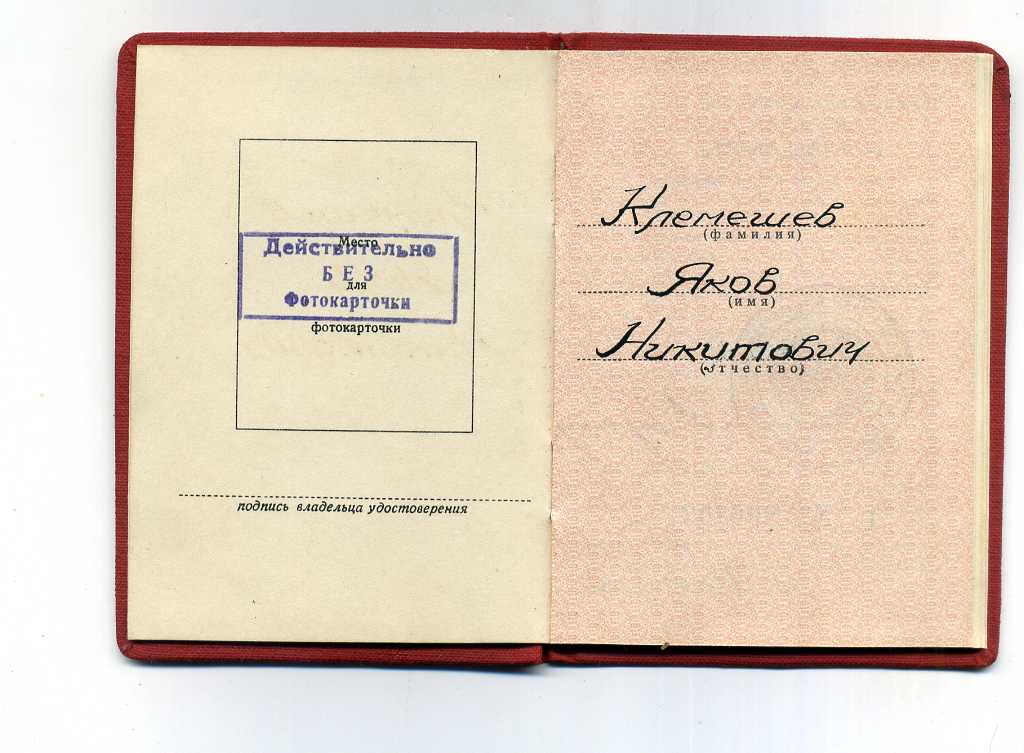 Место
Действительно
БЕЗ
для
Фотокарточки
фотокарточки
подпись владельца удостоверения
Клемешев
(фамилия)
Яков
(имя)
Никитович
(отчество)